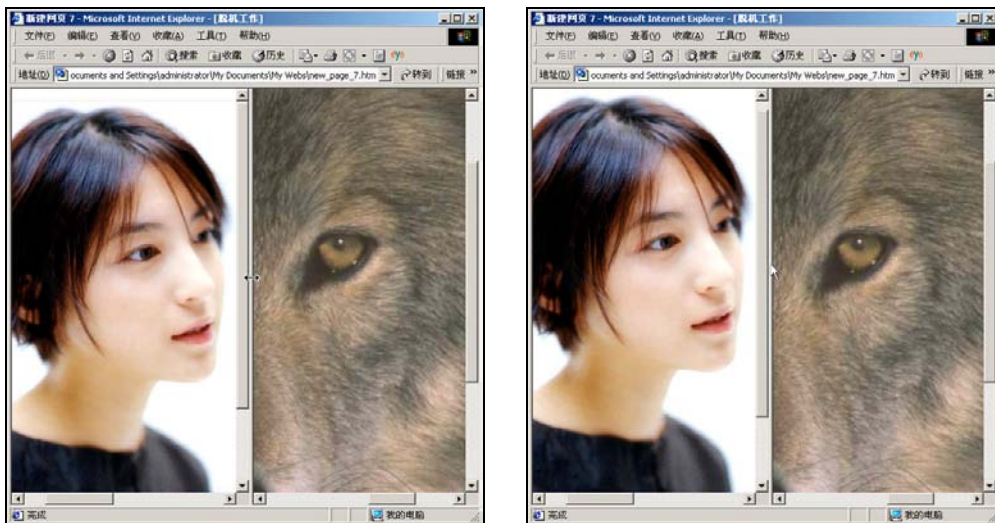 新建网页 7 - Microsoft Internet Explorer - [脱机工作]
文件(F) 编辑(E) 查看(V) 收藏(A) 工具(T) 帮助(H)
后退 搜索 收藏 历史
地址(D) ocuments and Settings\administrator\My Documents\My Webs\new_page_7.htm 转到 链接 »
完成 我的电脑
新建网页 7 - Microsoft Internet Explorer - [脱机工作]
文件(F) 编辑(E) 查看(V) 收藏(A) 工具(T) 帮助(H)
后退 搜索 收藏 历史
地址(D) ocuments and Settings\administrator\My Documents\My Webs\new_page_7.htm 转到 链接 »
完成 我的电脑